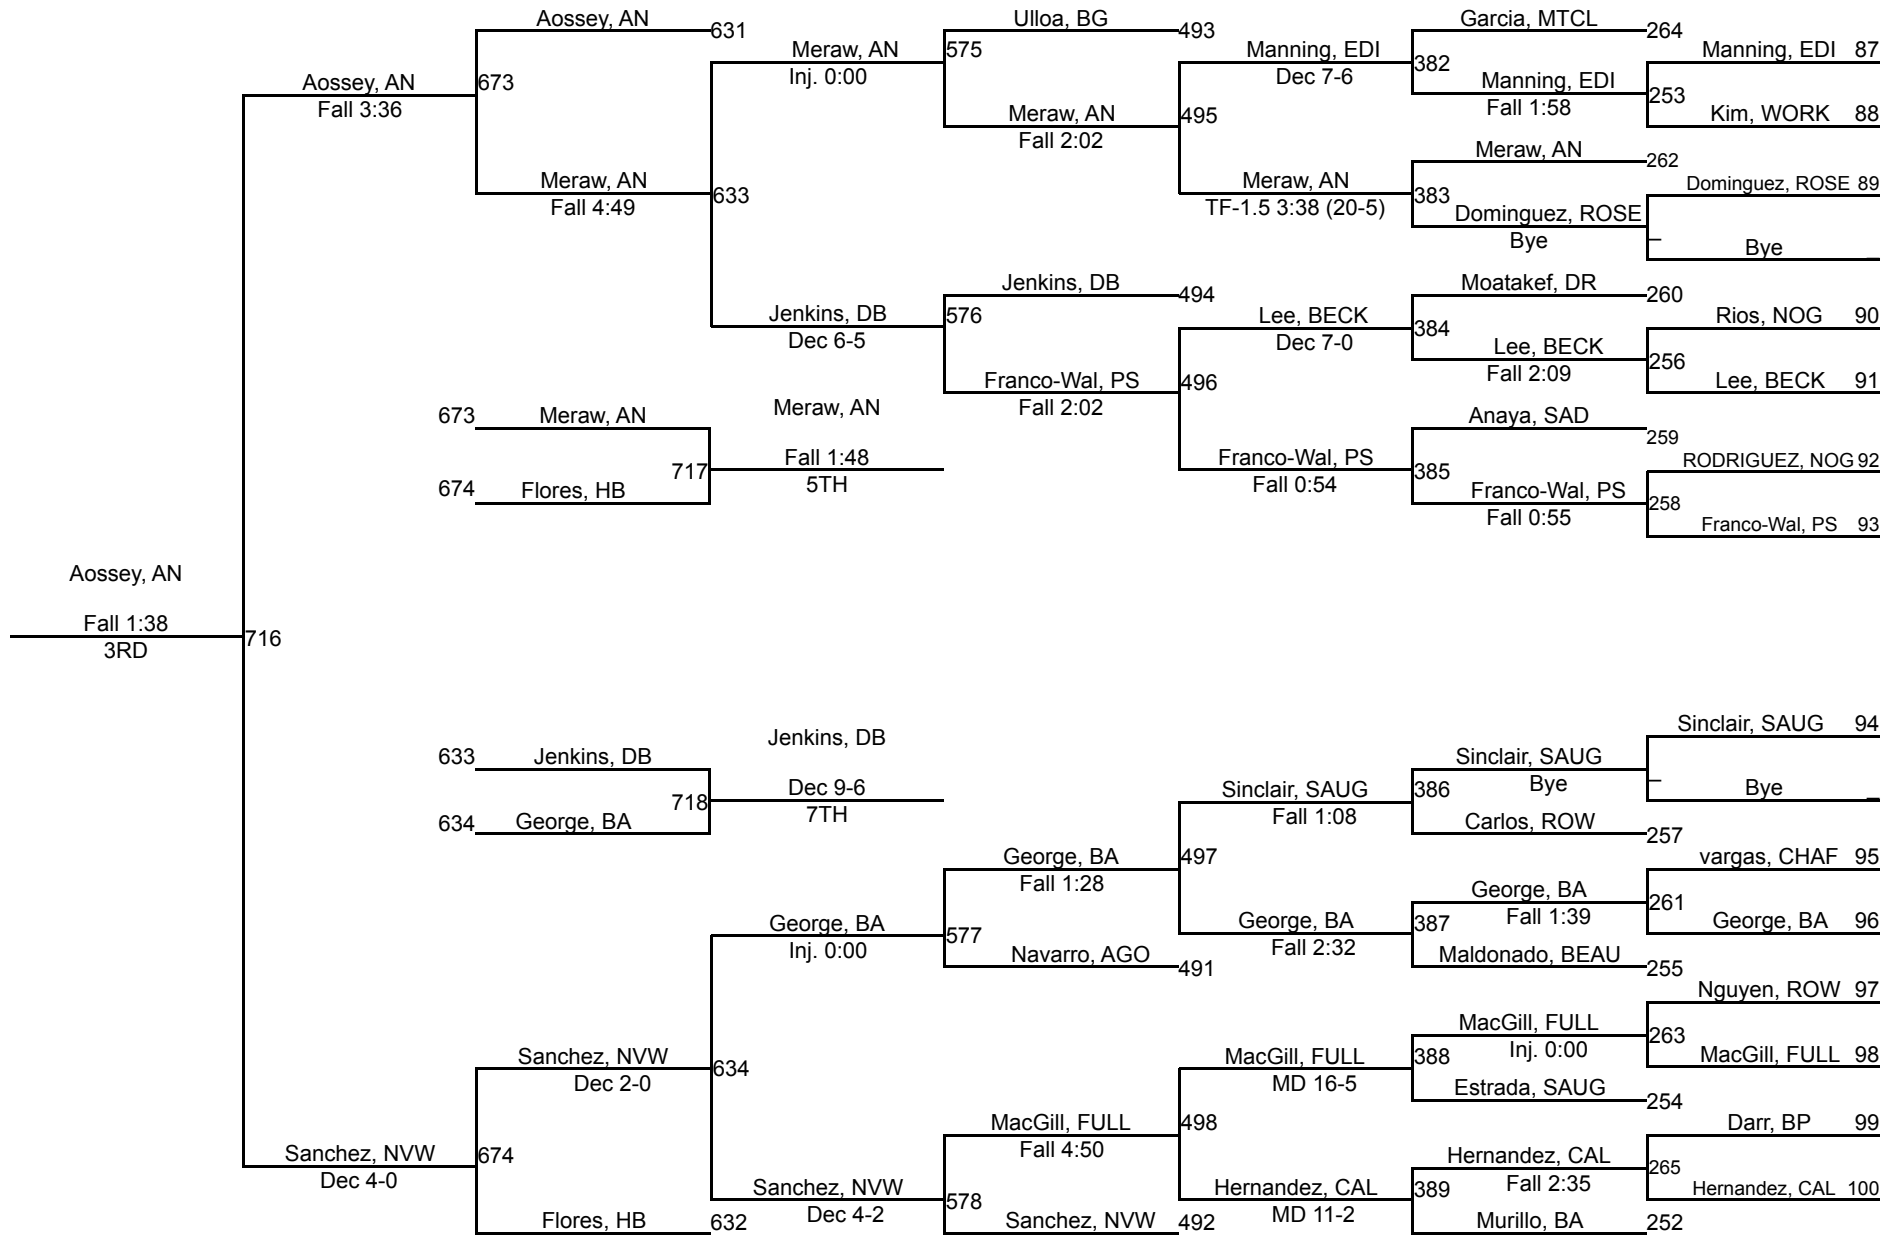 Aossey, AN
631
Ulloa, BG
493
Garcia, MTCL
264
Meraw, AN
Inj. 0:00
575
Manning, EDI
Dec 7-6
382
Manning, EDI 87
Aossey, AN
Fall 3:36
673
Manning, EDI
Fall 1:58
253
Meraw, AN
Fall 2:02
495
Kim, WORK 88
Meraw, AN
262
Meraw, AN
Fall 4:49
633
Meraw, AN
TF-1.5 3:38 (20-5)
383
Dominguez, ROSE 89
Dominguez, ROSE
Bye
_
Bye _
Jenkins, DB
494
Moatakef, DR
260
Jenkins, DB
Dec 6-5
576
Lee, BECK
Dec 7-0
384
Rios, NOG 90
Lee, BECK
Fall 2:09
256
Franco-Wal, PS
Fall 2:02
496
Lee, BECK 91
673
Meraw, AN
Meraw, AN
Anaya, SAD
259
717
Fall 1:48
5TH
Franco-Wal, PS
Fall 0:54
385
RODRIGUEZ, NOG 92
674
Flores, HB
Franco-Wal, PS
Fall 0:55
258
Franco-Wal, PS 93
Aossey, AN
Fall 1:38
3RD
716
Sinclair, SAUG 94
633
Jenkins, DB
Jenkins, DB
Sinclair, SAUG
Bye
_
Bye _
718
Dec 9-6
7TH
Sinclair, SAUG
Fall 1:08
386
634
George, BA
Carlos, ROW
257
George, BA
Fall 1:28
497
vargas, CHAF 95
George, BA
Fall 1:39
261
George, BA
Inj. 0:00
577
George, BA
Fall 2:32
387
George, BA 96
Navarro, AGO
491
Maldonado, BEAU
255
Nguyen, ROW 97
MacGill, FULL
Inj. 0:00
263
Sanchez, NVW
Dec 2-0
634
MacGill, FULL
MD 16-5
388
MacGill, FULL 98
Estrada, SAUG
254
MacGill, FULL
Fall 4:50
498
Darr, BP 99
Sanchez, NVW
Dec 4-0
674
Hernandez, CAL
Fall 2:35
265
Sanchez, NVW
Dec 4-2
578
Hernandez, CAL
MD 11-2
389
Hernandez, CAL 100
Flores, HB
632
Sanchez, NVW
492
Murillo, BA
252